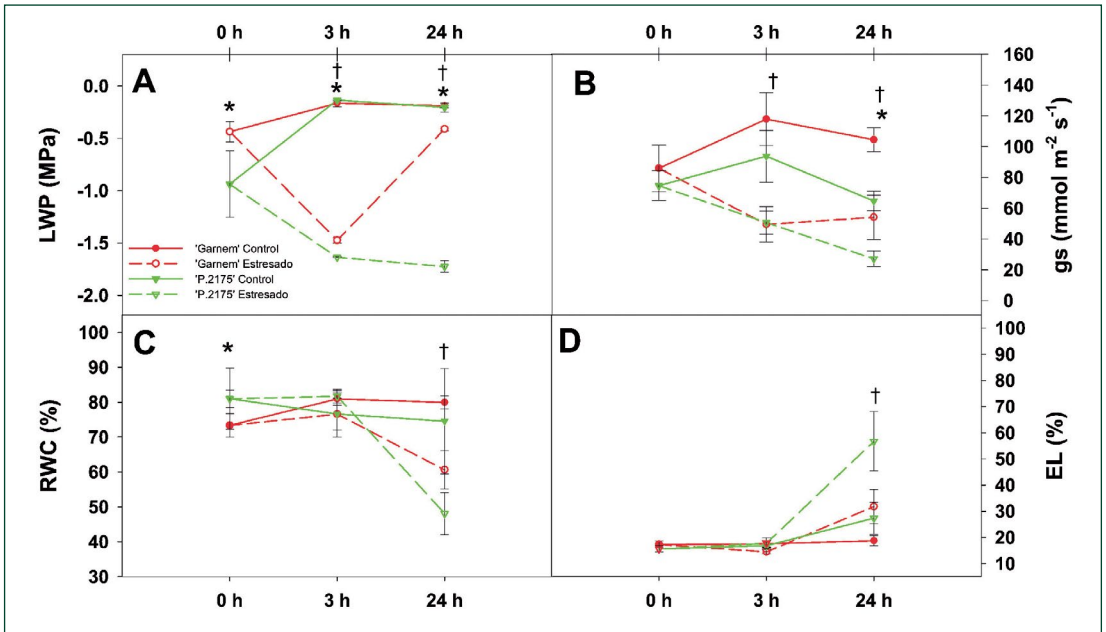 0 h 3 h 24 h 0 h 3 h 24 h
A
B
C
D
LWP (MPa)
0.0
-0.5
-1.0
-1.5
-2.0
* † * † *
'Garnem' Control
'Garnem' Estresado
'P.2175' Control
'P.2175' Estresado
gs (mmol m⁻² s⁻¹)
160
140
120
100
80
60
40
20
0
† † *
RWC (%)
100
90
80
70
60
50
40
30
* †
EL (%)
100
90
80
70
60
50
40
30
20
10
†
0 h 3 h 24 h 0 h 3 h 24 h